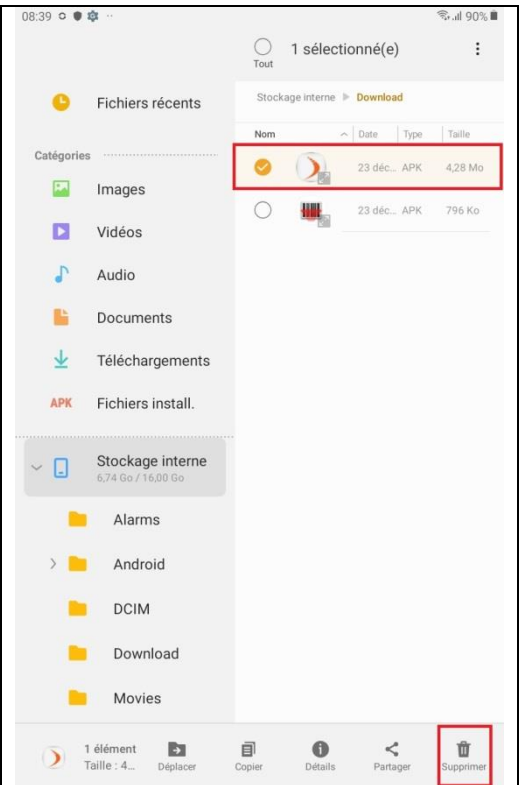 08:39 90%
1 sélectionné(e)
Tout
Fichiers récents
Stockage interne Download
Nom Date Type Taille
Catégories
23 déc... APK 4,28 Mo
Images
23 déc... APK 796 Ko
Vidéos
Audio
Documents
Téléchargements
APK Fichiers install.
Stockage interne
6,74 Go / 16,00 Go
Alarms
Android
DCIM
Download
Movies
1 élément
Taille : 4...
Déplacer
Copier
Détails
Partager
Supprimer